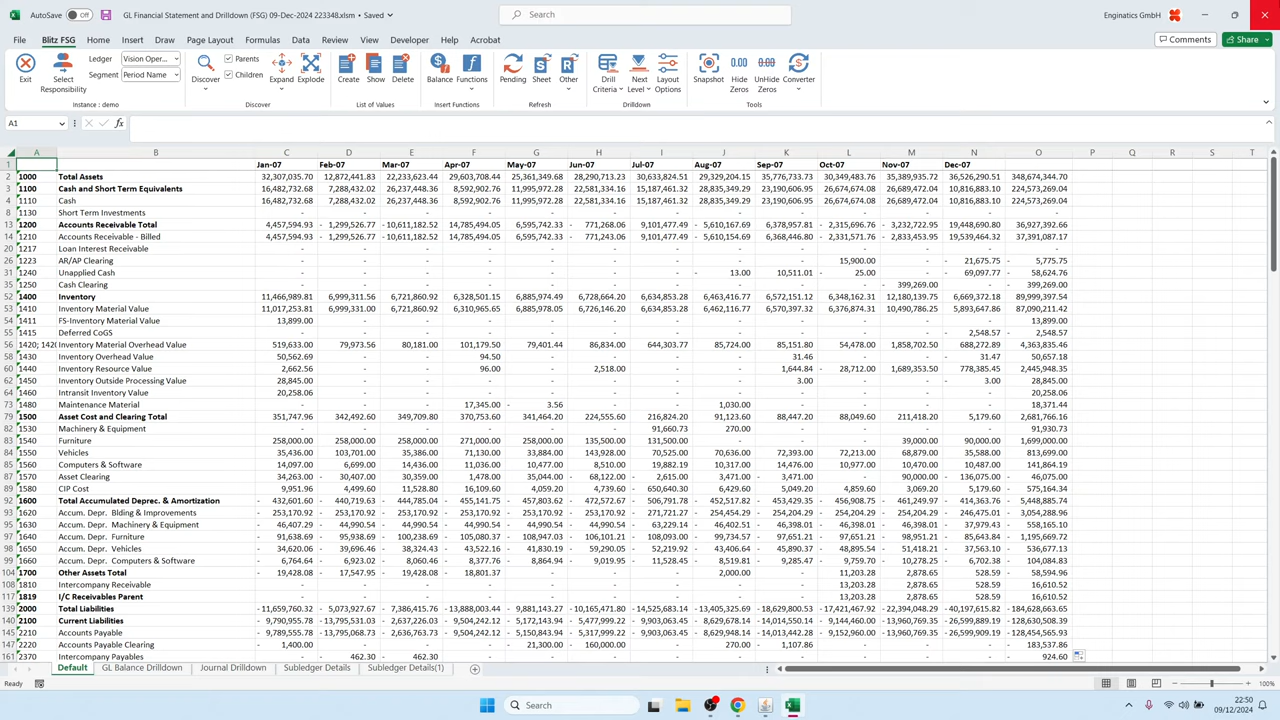 AutoSave Off GL Financial Statement and Drilldown (FSG) 09-Dec-2024 223348.xlsm • Saved Search Enginatics GmbH
File Blitz FSG Home Insert Draw Page Layout Formulas Data Review View Developer Help Acrobat Comments Share
Exit Select Responsibility Ledger Vision Oper... Segment Period Name Discover Parents Children Expand Explode Create Show Delete Balance Functions Pending Sheet Other Drill Criteria Next Level Layout Options Snapshot Hide Zeros UnHide Zeros Converter
Instance : demo Discover List of Values Insert Functions Refresh Drilldown Tools
A1 fx
A B C D E F G H I J K L M N O P Q R S T
1 Jan-07 Feb-07 Mar-07 Apr-07 May-07 Jun-07 Jul-07 Aug-07 Sep-07 Oct-07 Nov-07 Dec-07
2 1000 Total Assets 32,307,035.70 12,872,441.83 22,233,623.44 29,603,708.44 25,361,349.68 28,290,713.23 30,633,824.51 29,329,204.15 35,776,733.73 30,349,483.76 35,389,935.72 36,526,290.51 348,674,344.70
3 1100 Cash and Short Term Equivalents 16,482,732.68 7,288,432.02 26,237,448.36 8,592,902.76 11,995,972.28 22,581,334.16 15,187,461.32 28,835,349.29 23,190,606.95 26,674,674.08 26,689,472.04 10,816,883.10 224,573,269.04
4 1110 Cash 16,482,732.68 7,288,432.02 26,237,448.36 8,592,902.76 11,995,972.28 22,581,334.16 15,187,461.32 28,835,349.29 23,190,606.95 26,674,674.08 26,689,472.04 10,816,883.10 224,573,269.04
8 1130 Short Term Investments - - - - - - - - - - - - -
13 1200 Accounts Receivable Total 4,457,594.93 - 1,299,526.77 - 10,611,182.52 14,785,494.05 6,595,742.33 - 771,268.06 9,101,477.49 - 5,610,167.69 6,378,957.81 - 2,315,696.76 - 3,232,722.95 19,448,690.80 36,927,392.66
14 1210 Accounts Receivable - Billed 4,457,594.93 - 1,299,526.77 - 10,611,182.52 14,785,494.05 6,595,742.33 - 771,243.06 9,101,477.49 - 5,610,154.69 6,368,446.80 - 2,331,571.76 - 2,833,453.95 19,539,464.32 37,391,087.17
20 1217 Loan Interest Receivable - - - - - - - - - - - - -
26 1223 AR/AP Clearing - - - - - - - - - 15,900.00 - - 21,675.75 - 5,775.75
31 1240 Unapplied Cash - - - - - - - - 13.00 10,511.01 - 25.00 - - 69,097.77 - 58,624.76
35 1250 Cash Clearing - - - - - - - - - - - 399,269.00 - - 399,269.00
52 1400 Inventory 11,466,989.81 6,999,311.56 6,721,860.92 6,328,501.15 6,885,974.49 6,728,664.20 6,634,853.28 6,463,416.77 6,572,151.12 6,348,162.31 12,180,139.75 6,669,372.18 89,999,397.54
53 1410 Inventory Material Value 11,017,253.81 6,999,331.00 6,721,860.92 6,310,965.65 6,885,978.05 6,726,146.20 6,634,853.28 6,462,116.77 6,570,397.32 6,376,874.31 10,490,786.25 5,893,647.86 87,090,211.42
54 1411 FS-Inventory Material Value 13,899.00 - - - - - - - - - - - 13,899.00
55 1415 Deferred CoGS - - - - - - - - - - - - 2,548.57 - 2,548.57
56 1420; 1420 Inventory Material Overhead Value 519,633.00 79,973.56 80,181.00 101,179.50 79,401.44 86,834.00 644,303.77 85,724.00 85,151.80 54,478.00 1,858,702.50 688,272.89 4,363,835.46
58 1430 Inventory Overhead Value 50,562.69 - - 94.50 - - - - 31.46 - - 31.47 50,657.18
60 1440 Inventory Resource Value 2,662.56 - - 96.00 - 2,518.00 - - 1,644.84 - 28,712.00 1,689,353.50 778,385.45 2,445,948.35
62 1450 Inventory Outside Processing Value 28,845.00 - - - - - - - 3.00 - - - 3.00 28,845.00
64 1460 Intransit Inventory Value 20,258.06 - - - - - - - - - - - 20,258.06
73 1480 Maintenance Material - - - 17,345.00 - 3.56 - - 1,030.00 - - - - 18,371.44
79 1500 Asset Cost and Clearing Total 351,747.96 342,492.60 349,709.80 370,753.60 341,464.20 224,555.60 216,824.20 91,123.60 88,447.20 88,049.60 211,418.20 5,179.60 2,681,766.16
82 1530 Machinery & Equipment - - - - - - 91,660.73 270.00 - - - - 91,930.73
83 1540 Furniture 258,000.00 258,000.00 258,000.00 271,000.00 258,000.00 135,500.00 131,500.00 - - - 39,000.00 90,000.00 1,699,000.00
84 1550 Vehicles 35,436.00 103,701.00 35,386.00 71,130.00 33,884.00 143,928.00 70,525.00 70,636.00 72,393.00 72,213.00 68,879.00 35,588.00 813,699.00
85 1560 Computers & Software 14,097.00 6,699.00 14,436.00 11,036.00 10,477.00 8,510.00 19,882.19 10,317.00 14,476.00 10,977.00 10,470.00 10,487.00 141,864.19
87 1570 Asset Clearing 34,263.00 - 30,407.00 30,359.00 1,478.00 35,044.00 - 68,122.00 - 2,615.00 3,471.00 - 3,471.00 - 90,000.00 - 136,075.00 - 46,075.00
89 1580 CIP Cost 9,951.96 4,499.60 11,528.80 16,109.60 4,059.20 4,739.60 - 650,640.30 6,429.60 5,049.20 4,859.60 3,069.20 5,179.60 - 575,164.34
92 1600 Total Accumulated Deprec. & Amortization - 432,601.60 - 440,719.63 - 444,785.04 - 455,141.75 - 457,803.62 - 472,572.67 - 506,791.78 - 452,517.82 - 453,529.35 - 456,908.75 - 461,249.97 - 414,363.76 - 5,448,885.74
93 1620 Accum. Depr. Blding & Improvements - 253,170.92 - 253,170.92 - 253,170.92 - 253,170.92 - 253,170.92 - 253,170.92 - 271,721.27 - 254,454.29 - 254,204.29 - 254,204.29 - 254,204.29 - 246,475.01 - 3,054,288.96
95 1630 Accum. Depr. Machinery & Equipment - 46,407.29 - 44,990.54 - 44,990.54 - 44,990.54 - 44,990.54 - 44,990.54 - 63,229.14 - 46,402.51 - 46,398.01 - 46,398.01 - 46,398.01 - 37,979.43 - 558,165.10
97 1640 Accum. Depr. Furniture - 91,638.69 - 95,938.69 - 100,238.69 - 105,080.37 - 108,947.03 - 106,101.21 - 108,093.00 - 99,734.57 - 97,651.21 - 97,651.21 - 98,951.21 - 85,643.84 - 1,195,669.72
98 1650 Accum. Depr. Vehicles - 34,620.06 - 39,696.46 - 38,324.43 - 43,522.16 - 41,830.19 - 59,290.05 - 52,219.92 - 43,406.64 - 45,890.37 - 48,895.54 - 51,418.21 - 37,563.10 - 536,677.13
99 1660 Accum. Depr. Computers & Software - 6,764.64 - 6,923.02 - 8,060.46 - 8,377.76 - 8,864.94 - 9,019.95 - 11,528.45 - 8,519.81 - 9,285.47 - 9,759.70 - 10,278.25 - 6,702.38 - 104,084.83
104 1700 Other Assets Total - 19,428.08 - 17,547.95 - 19,428.08 - 18,801.37 - - - 2,000.00 - 11,203.28 2,878.65 528.59 - 58,594.96
108 1810 Intercompany Receivable - - - - - - - - - 13,203.28 2,878.65 528.59 16,610.52
117 1819 I/C Receivables Parent - - - - - - - - - 13,203.28 2,878.65 528.59 16,610.52
139 2000 Total Liabilities - 11,659,760.32 - 5,073,927.67 - 7,386,415.76 - 13,888,003.44 - 9,881,143.27 - 10,165,471.80 - 14,525,683.14 - 13,405,325.69 - 18,629,800.53 - 17,421,467.92 - 22,394,048.29 - 40,197,615.82 - 184,628,663.65
140 2100 Current Liabilities - 9,790,955.78 - 13,795,531.03 - 2,637,226.03 - 9,504,242.12 - 5,172,143.94 - 5,477,999.22 - 9,903,063.45 - 8,629,948.14 - 14,014,550.14 - 9,144,460.00 - 13,960,769.35 - 26,599,889.19 - 128,630,508.39
145 2210 Accounts Payable - 9,789,555.78 - 13,795,068.73 - 2,636,763.73 - 9,504,242.12 - 5,150,843.94 - 5,317,999.22 - 9,903,063.45 - 8,629,948.14 - 14,013,442.28 - 9,152,960.00 - 13,960,769.35 - 26,599,909.19 - 128,454,565.93
147 2220 Accounts Payable Clearing - 1,400.00 - - - - 21,300.00 - 160,000.00 - - 270.00 - 1,107.86 - - - 183,537.86
161 2370 Intercompany Payables - - 462.30 - 462.30 - - - - - - - - - - 924.60
Default GL Balance Drilldown Journal Drilldown Subledger Details Subledger Details(1)
Ready 100%
Search 22:50
09/12/2024